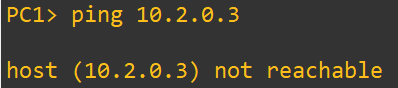 PC1> ping 10.2.0.3
host (10.2.0.3) not reachable